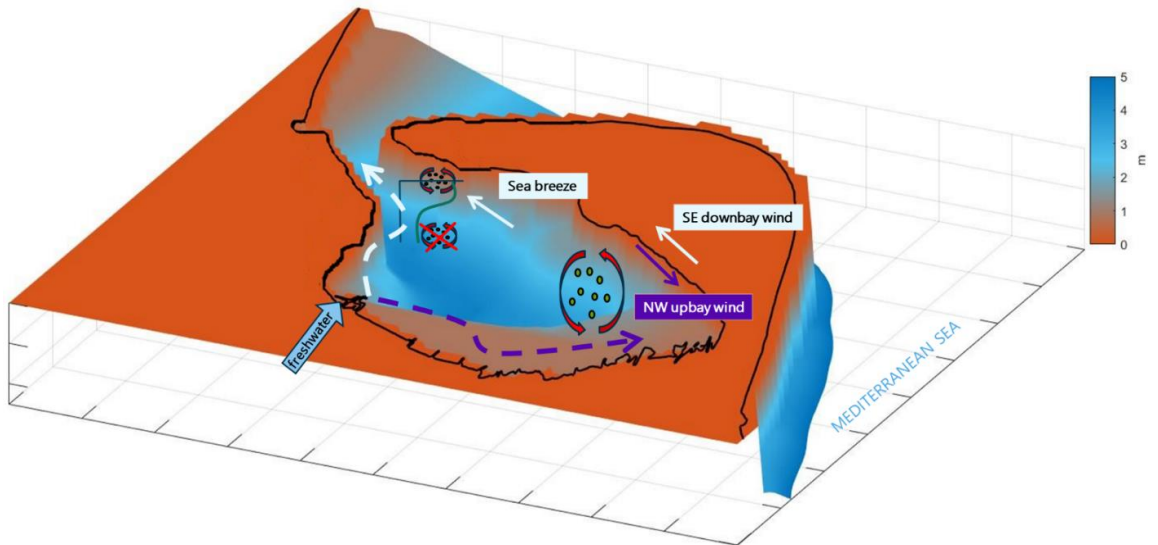 5
4
3
2
1
0
m
Sea breeze
SE downbay wind
NW upbay wind
freshwater
MEDITERRANEAN SEA